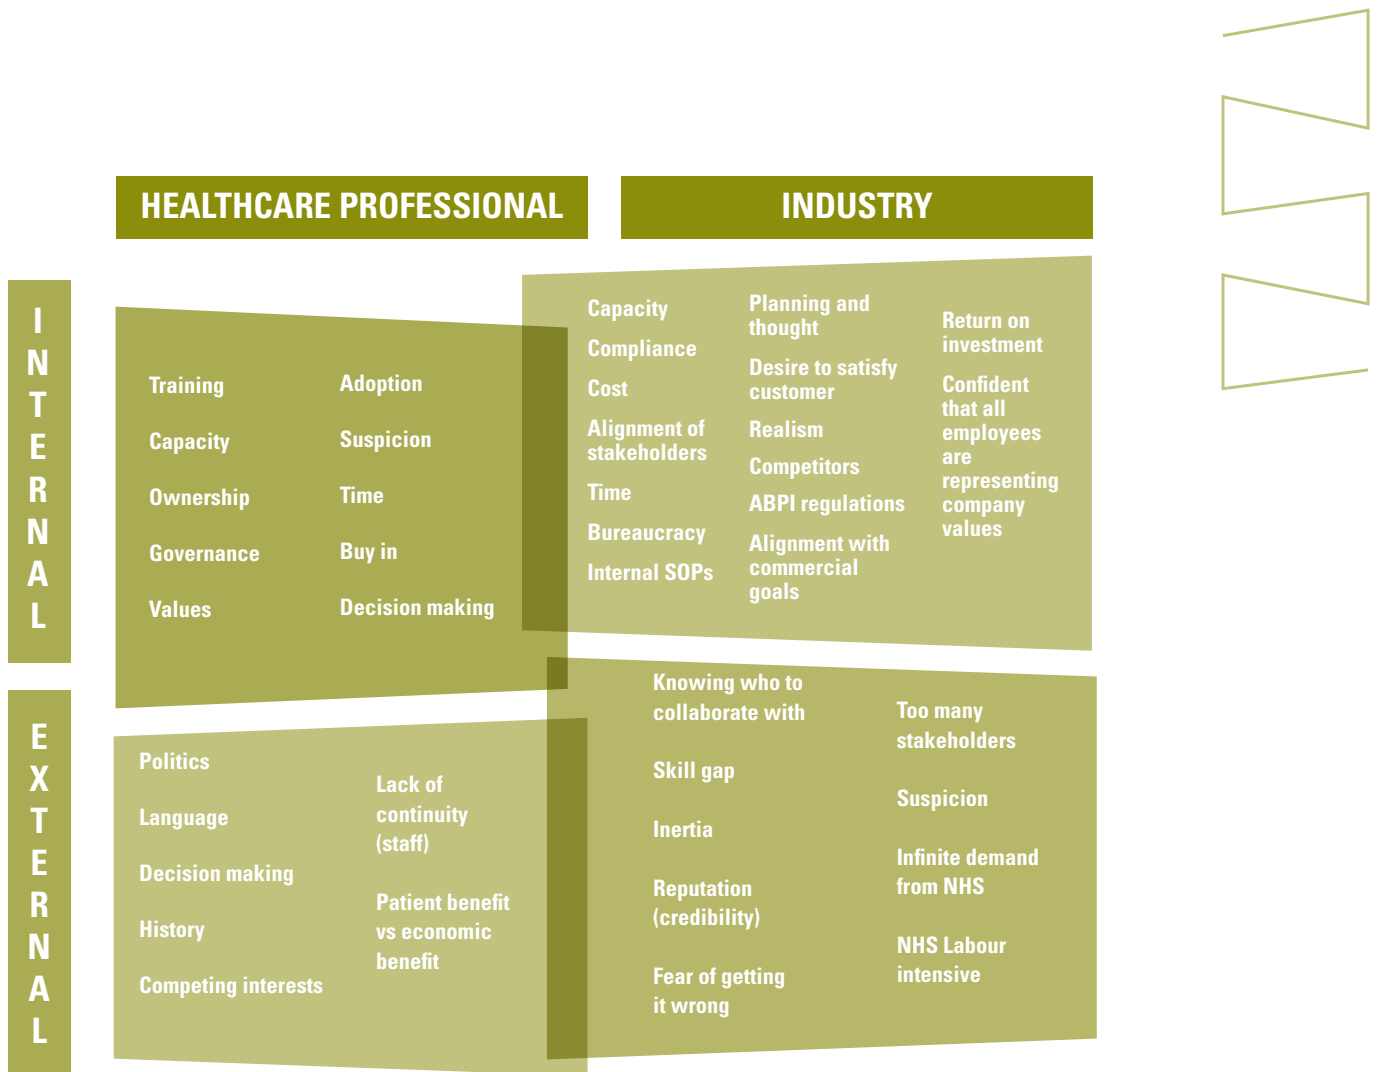 HEALTHCARE PROFESSIONAL
INDUSTRY
INTERNAL
Training
Capacity
Ownership
Governance
Values
Adoption
Suspicion
Time
Buy in
Decision making
Capacity
Compliance
Cost
Alignment of
stakeholders
Time
Bureaucracy
Internal SOPs
Planning and
thought
Desire to satisfy
customer
Realism
Competitors
ABPI regulations
Alignment with
commercial
goals
Return on
investment
Confident
that all
employees
are
representing
company
values
EXTERNAL
Politics
Language
Decision making
History
Competing interests
Lack of
continuity
(staff)
Patient benefit
vs economic
benefit
Knowing who to
collaborate with
Skill gap
Inertia
Reputation
(credibility)
Fear of getting
it wrong
Too many
stakeholders
Suspicion
Infinite demand
from NHS
NHS Labour
intensive